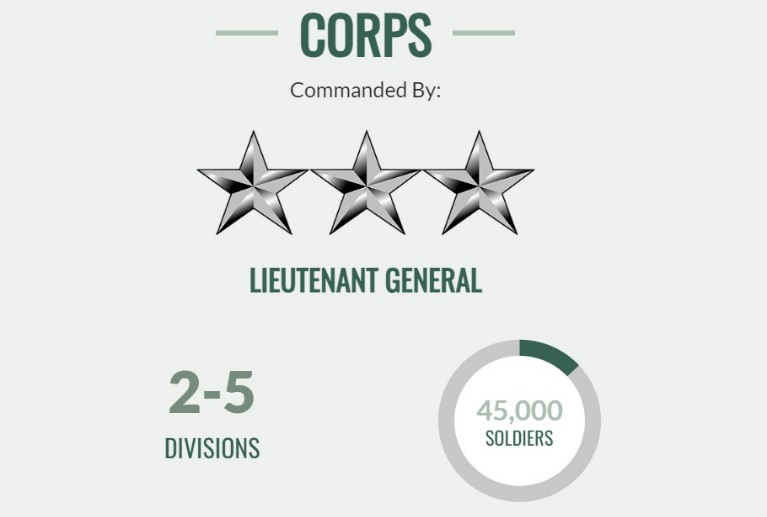 CORPS
Commanded By:
LIEUTENANT GENERAL
2-5
DIVISIONS
45,000
SOLDIERS